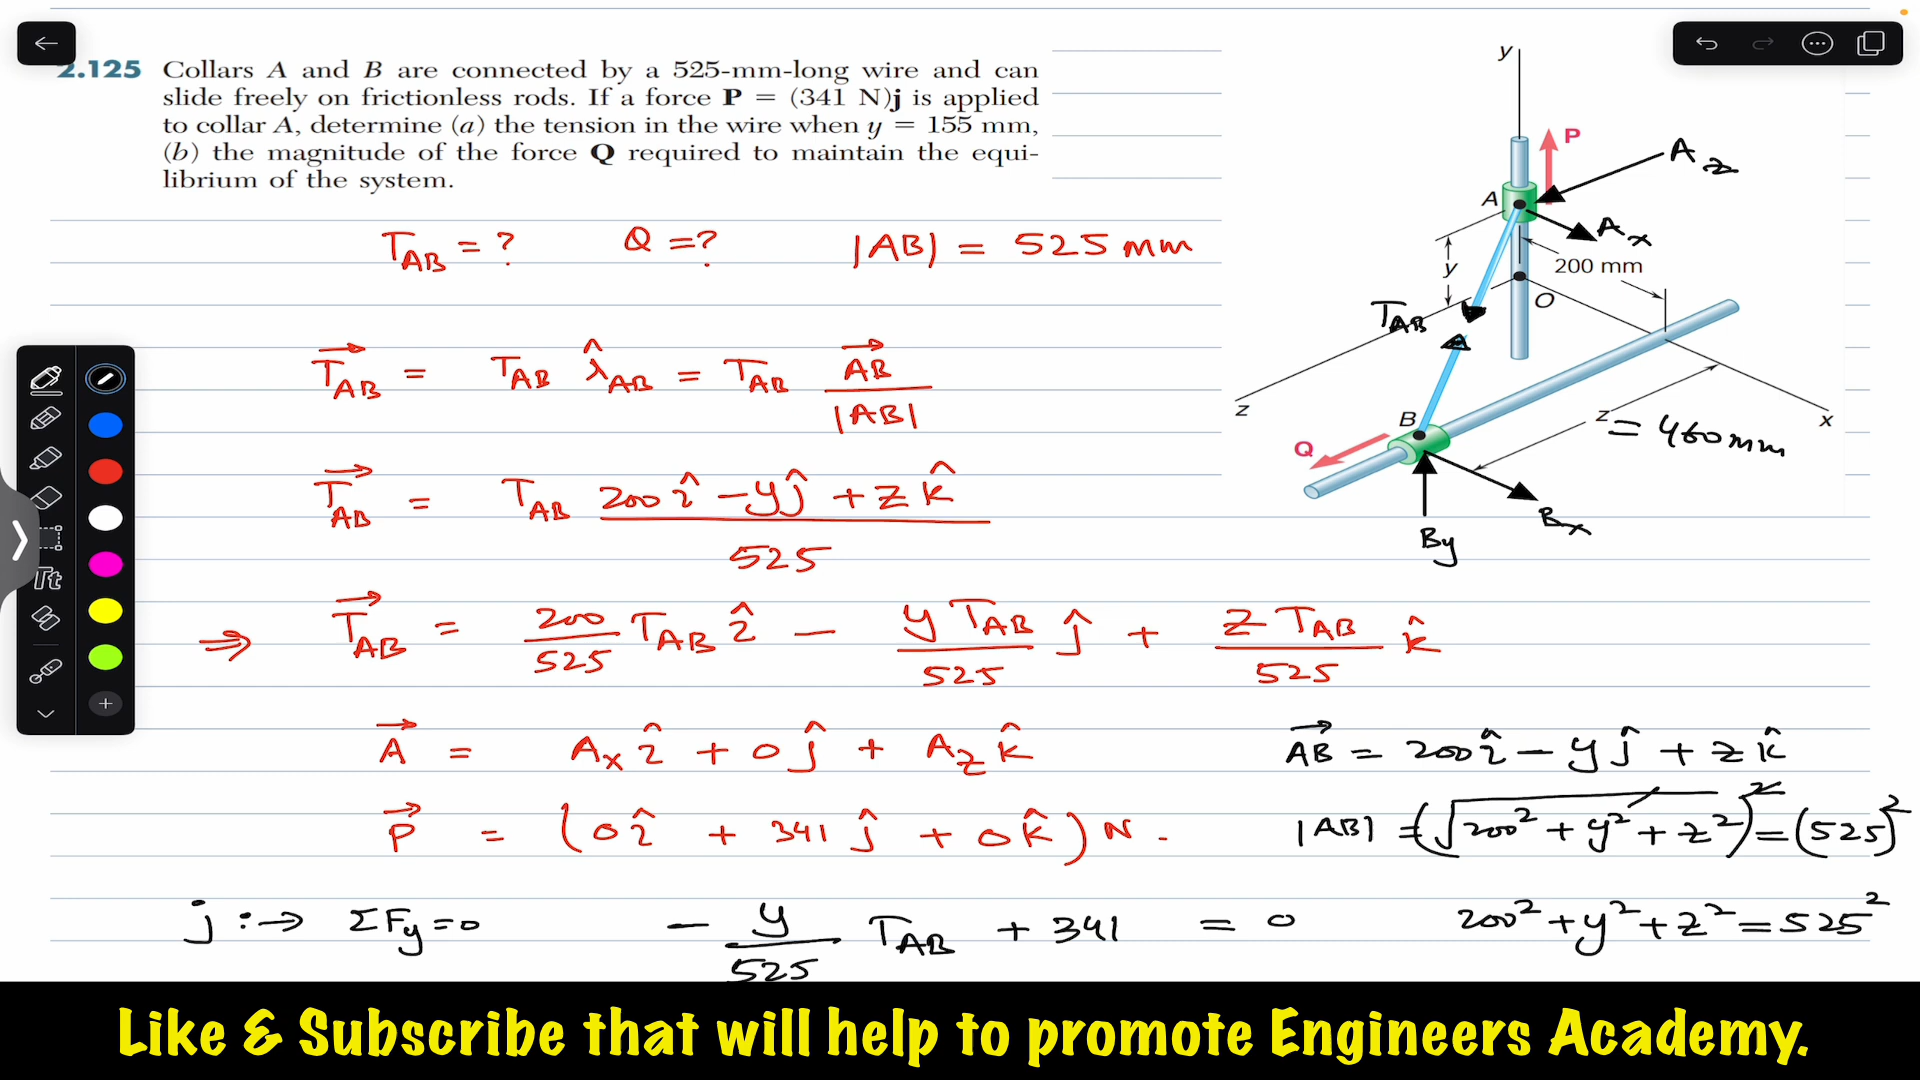 2.125 Collars A and B are connected by a 525-mm-long wire and can
slide freely on frictionless rods. If a force P = (341 N)j is applied
to collar A, determine (a) the tension in the wire when y = 155 mm,
(b) the magnitude of the force Q required to maintain the equi-
librium of the system.
T_AB = ?   Q = ?   |AB| = 525 mm
y
P
A
A_z
A_x
y
200 mm
O
T_AB
z
B
z = 460mm
x
Q
B_x
By
→T_AB = T_AB λ̂_AB = T_AB →AB / |AB|
→T_AB = T_AB (200 î - y ĵ + z k̂) / 525
⇒ →T_AB = 200/525 T_AB î - y T_AB/525 ĵ + z T_AB/525 k̂
→A = A_x î + 0 ĵ + A_z k̂
→P = (0 î + 341 ĵ + 0 k̂) N.
j :→ ΣF_y = 0   - y/525 T_AB + 341 = 0
→AB = 200 î - y ĵ + z k̂
|AB| = (√(200² + y² + z²))² = (525)²
200² + y² + z² = 525²
Tt
Like & Subscribe that will help to promote Engineers Academy.